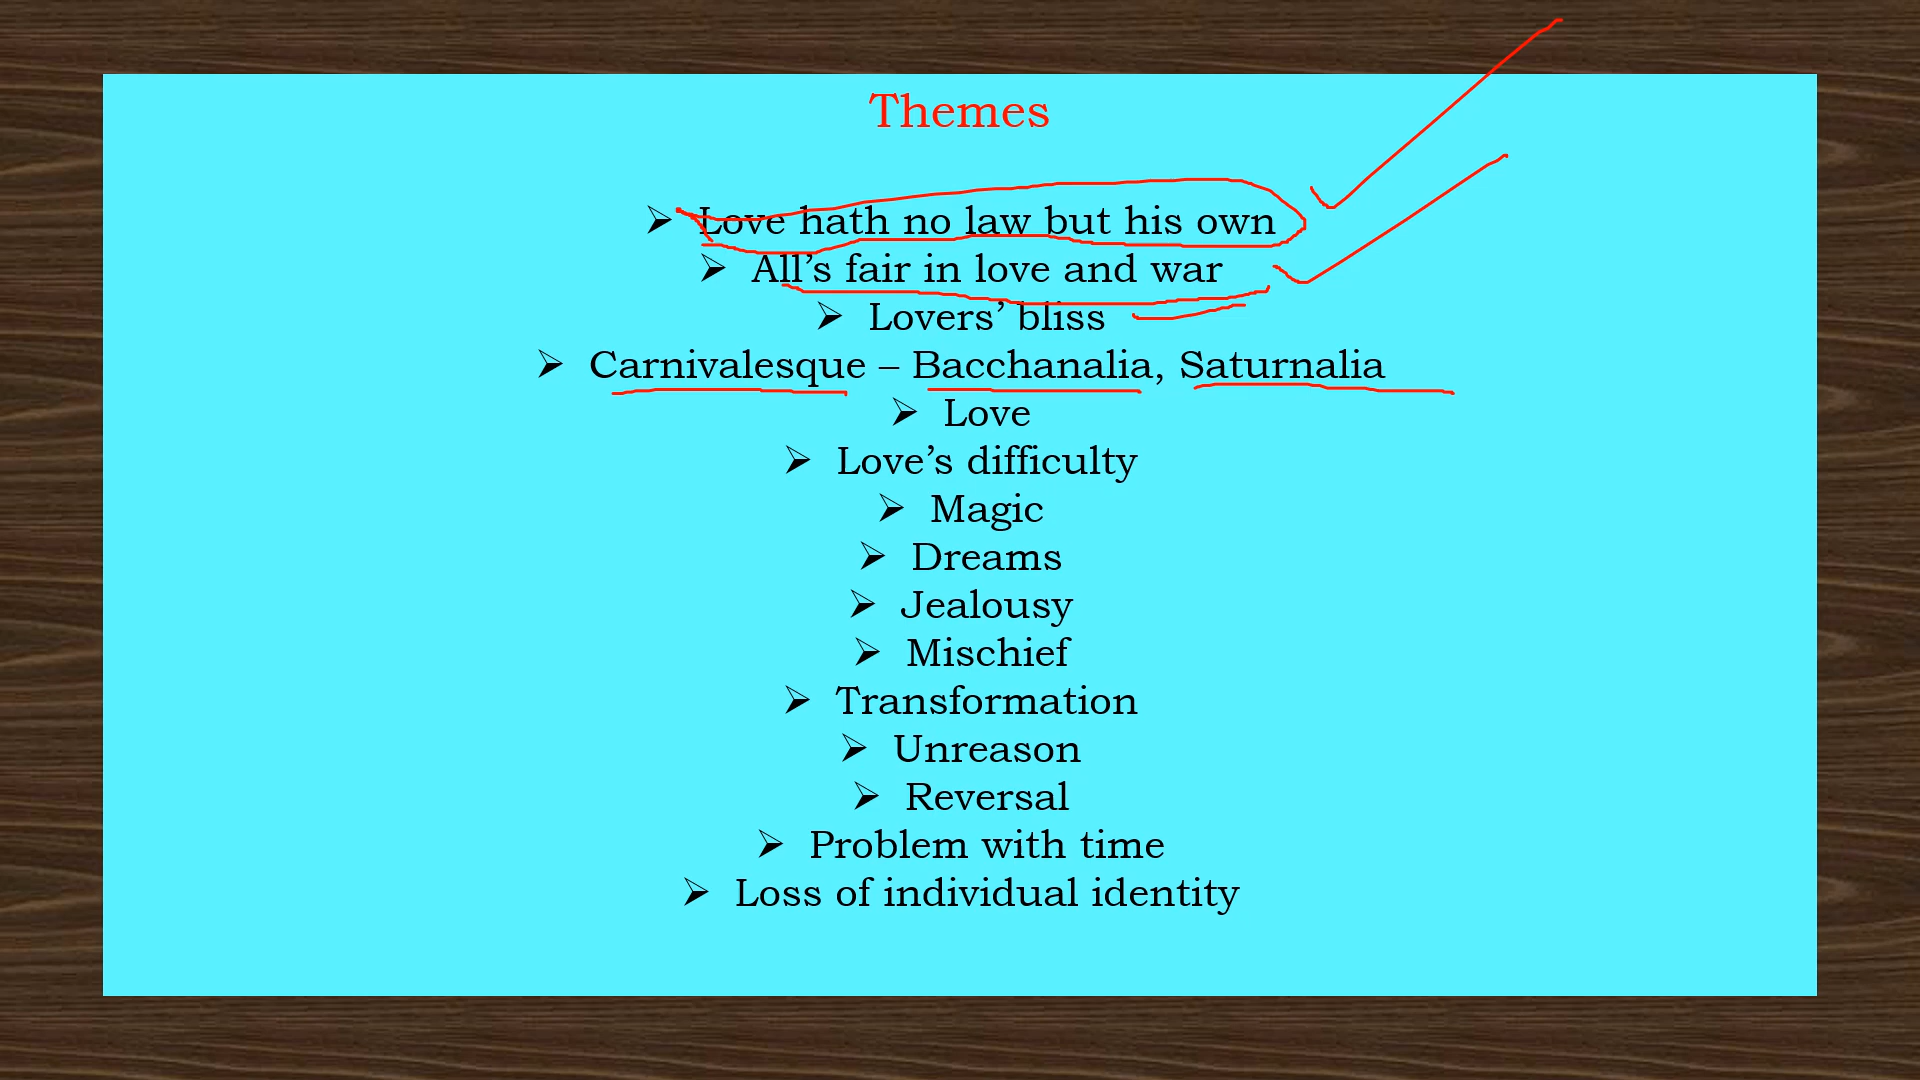 Themes
➢ Love hath no law but his own
➢ All’s fair in love and war
➢ Lovers’ bliss
➢ Carnivalesque – Bacchanalia, Saturnalia
➢ Love
➢ Love’s difficulty
➢ Magic
➢ Dreams
➢ Jealousy
➢ Mischief
➢ Transformation
➢ Unreason
➢ Reversal
➢ Problem with time
➢ Loss of individual identity